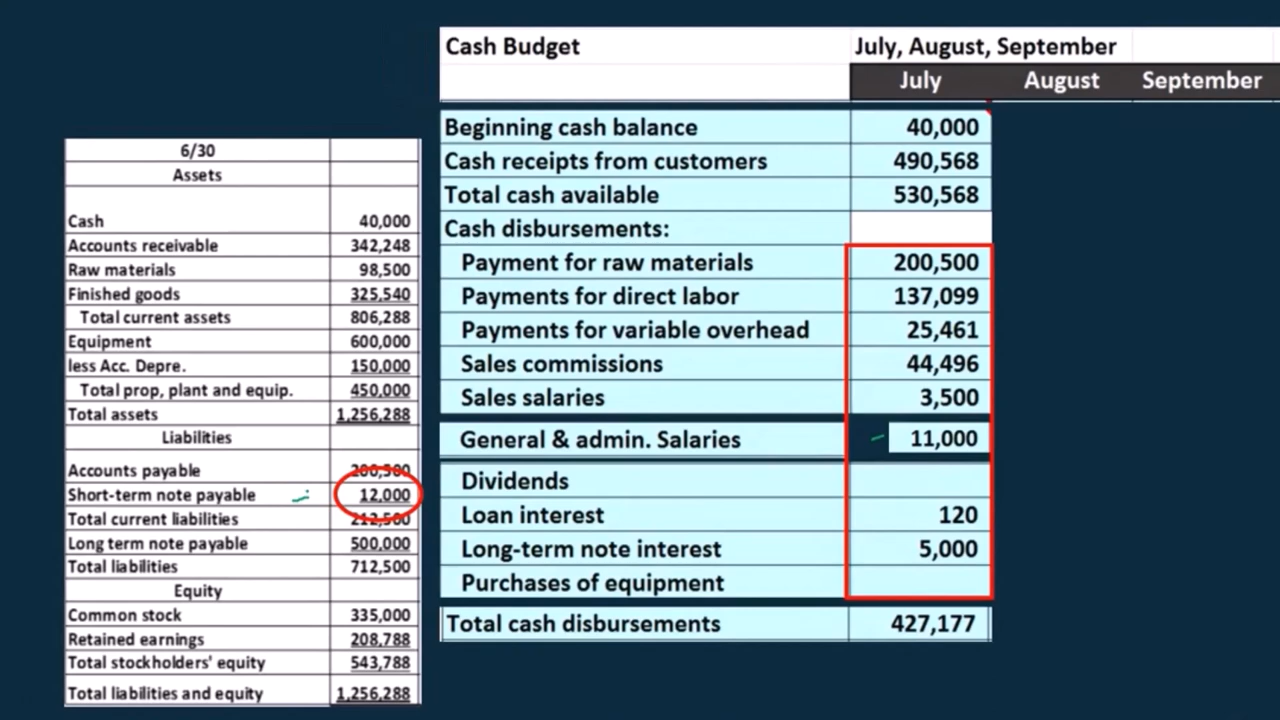 6/30
Assets
Cash 40,000
Accounts receivable 342,248
Raw materials 98,500
Finished goods 325,540
Total current assets 806,288
Equipment 600,000
less Acc. Depre. 150,000
Total prop, plant and equip. 450,000
Total assets 1,256,288
Liabilities
Accounts payable 200,500
Short-term note payable 12,000
Total current liabilities 212,500
Long term note payable 500,000
Total liabilities 712,500
Equity
Common stock 335,000
Retained earnings 208,788
Total stockholders' equity 543,788
Total liabilities and equity 1,256,288
Cash Budget July, August, September
July August September
Beginning cash balance 40,000
Cash receipts from customers 490,568
Total cash available 530,568
Cash disbursements:
Payment for raw materials 200,500
Payments for direct labor 137,099
Payments for variable overhead 25,461
Sales commissions 44,496
Sales salaries 3,500
General & admin. Salaries 11,000
Dividends
Loan interest 120
Long-term note interest 5,000
Purchases of equipment
Total cash disbursements 427,177